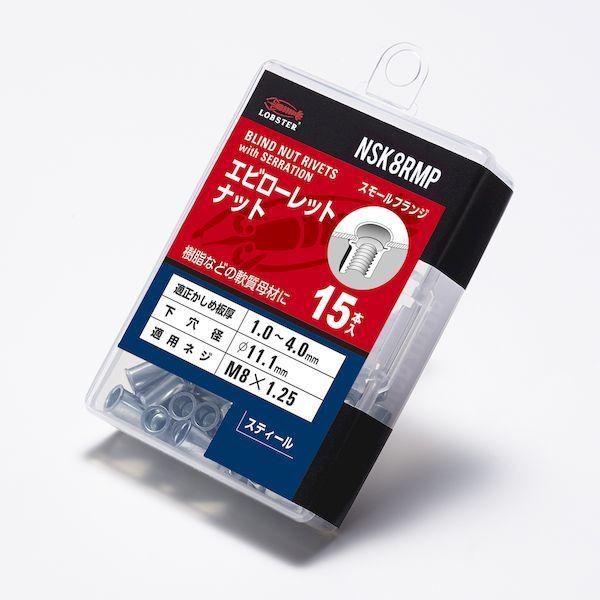 LOBSTER®
NSK8RMP
BLIND NUT RIVETS
with SERRATION
エビローレット
ナット
スモールフランジ
樹脂などの軟質母材に
15本入
適正かしめ板厚 1.0～4.0mm
下穴径 φ11.1mm
適用ネジ M8×1.25
スティール